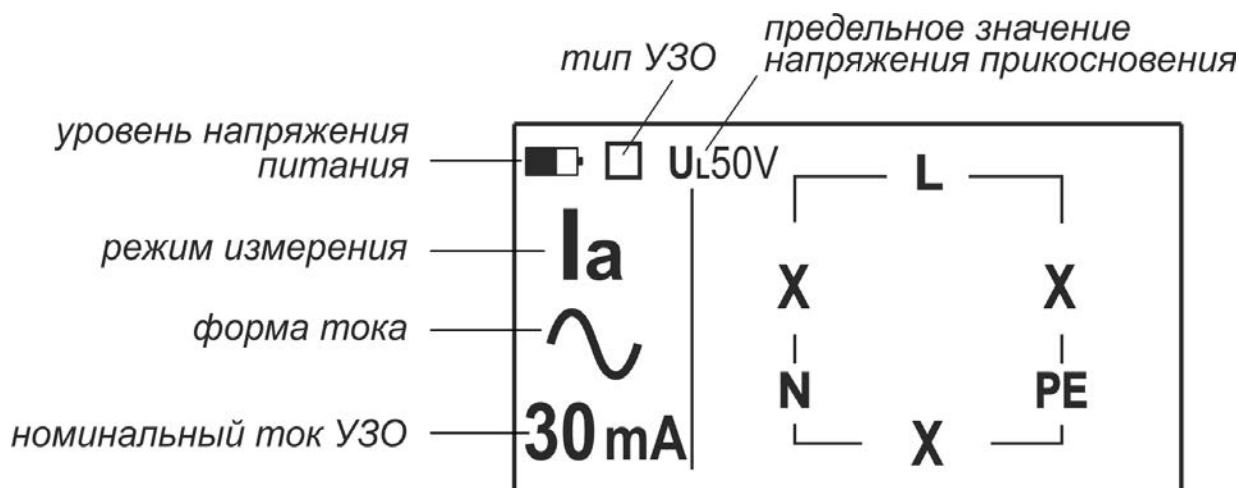 предельное значение
напряжения прикосновения
тип УЗО
уровень напряжения
питания
UL50V
L
режим измерения
Ia
X X
форма тока
N PE
номинальный ток УЗО
30 mA
X